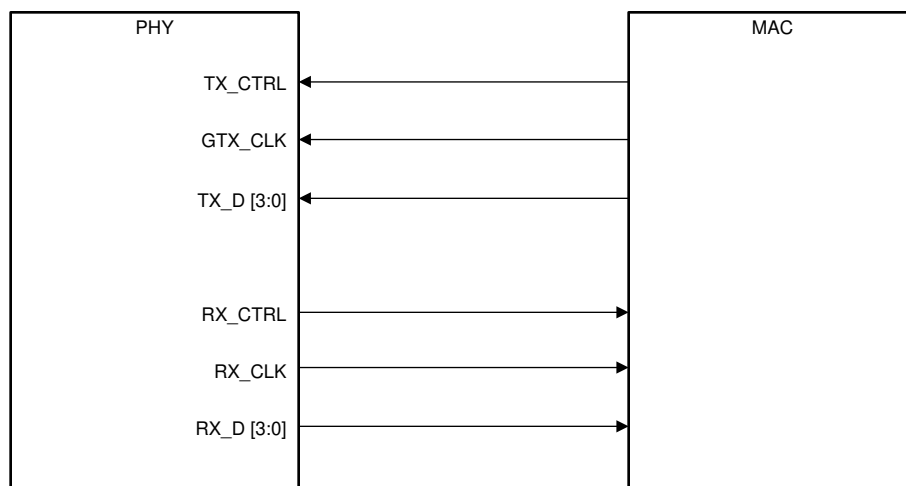 PHY
MAC
TX_CTRL
GTX_CLK
TX_D [3:0]
RX_CTRL
RX_CLK
RX_D [3:0]